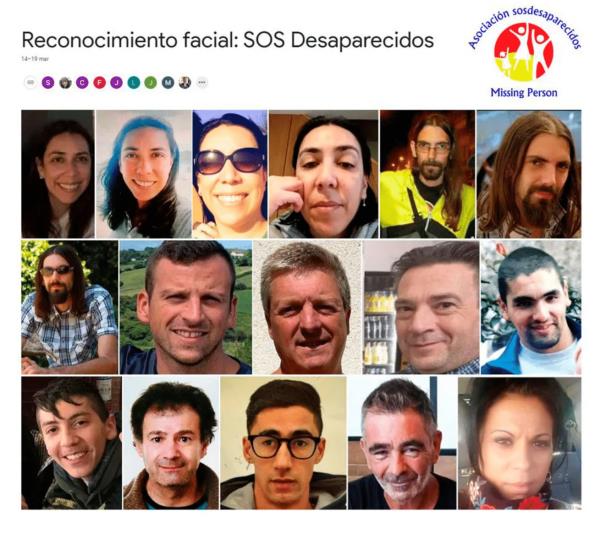 Reconocimiento facial: SOS Desaparecidos
14–19 mar
S
C
F
J
L
J
M
Asociación sosdesaparecidos
Missing Person